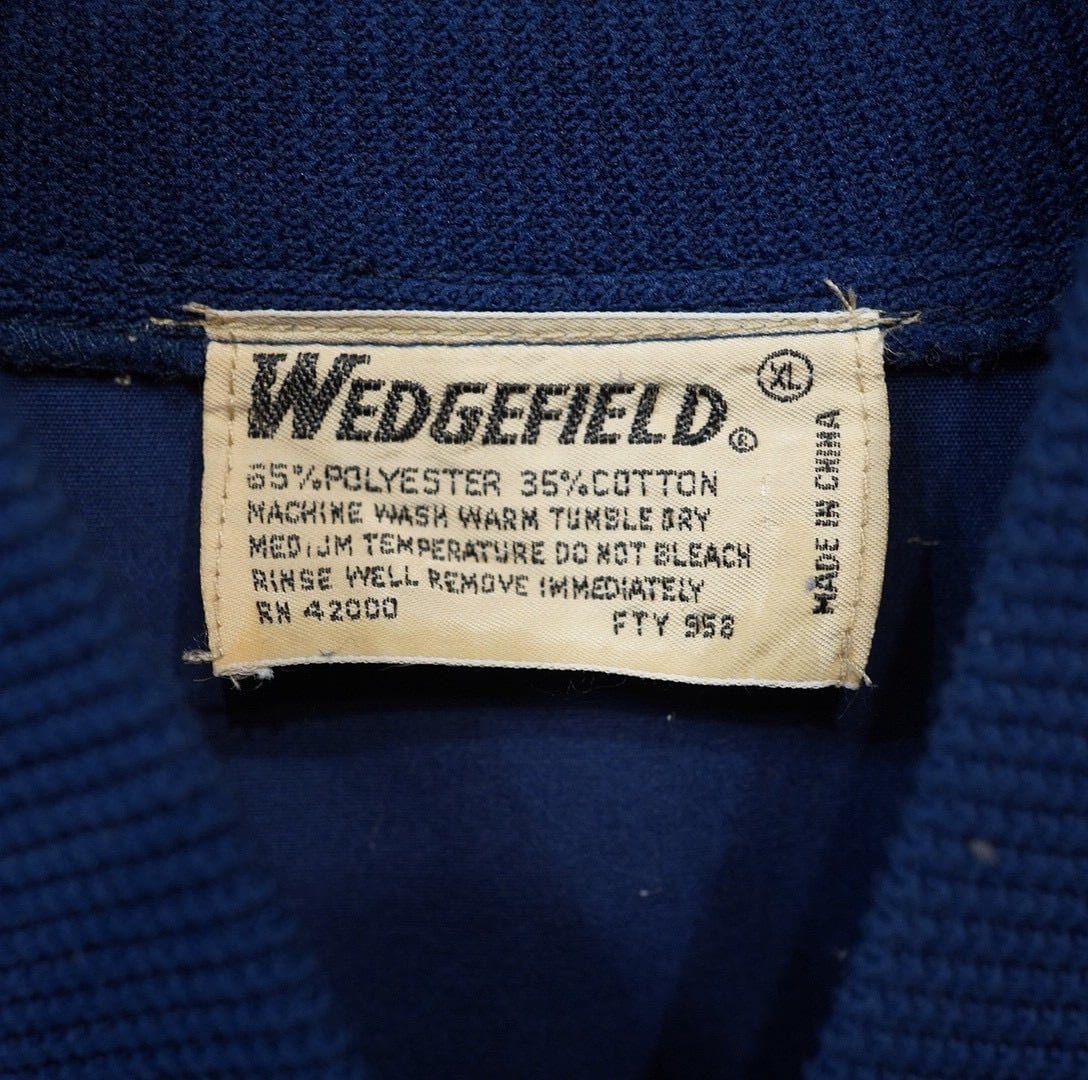 WEDGEFIELD ®
XL
65% POLYESTER 35% COTTON
MACHINE WASH WARM TUMBLE DRY
MEDIUM TEMPERATURE DO NOT BLEACH
RINSE WELL REMOVE IMMEDIATELY
RN 42000 FTY 958
MADE IN CHINA